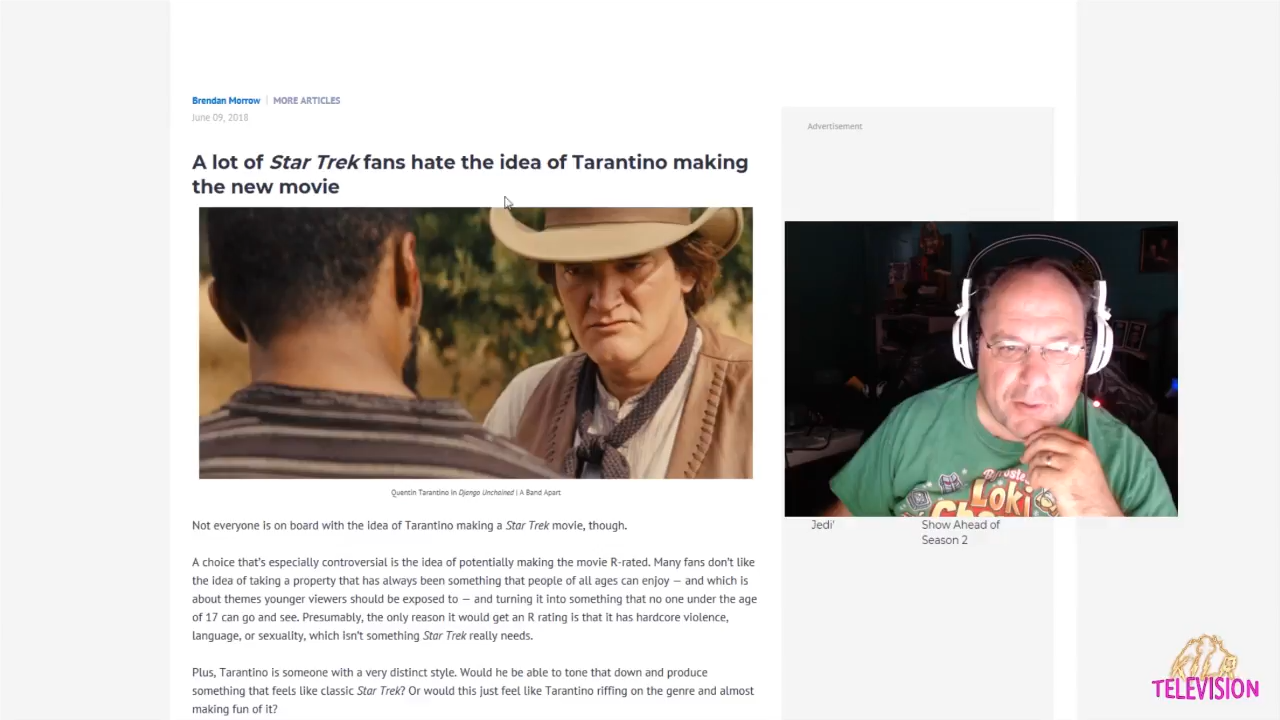 Brendan Morrow | MORE ARTICLES
June 09, 2018
Advertisement
A lot of Star Trek fans hate the idea of Tarantino making
the new movie
Quentin Tarantino in Django Unchained | A Band Apart
Not everyone is on board with the idea of Tarantino making a Star Trek movie, though.
A choice that's especially controversial is the idea of potentially making the movie R-rated. Many fans don't like
the idea of taking a property that has always been something that people of all ages can enjoy — and which is
about themes younger viewers should be exposed to — and turning it into something that no one under the age
of 17 can go and see. Presumably, the only reason it would get an R rating is that it has hardcore violence,
language, or sexuality, which isn't something Star Trek really needs.
Plus, Tarantino is someone with a very distinct style. Would he be able to tone that down and produce
something that feels like classic Star Trek? Or would this just feel like Tarantino riffing on the genre and almost
making fun of it?
Loki
Jedi'
Show Ahead of
Season 2
KTLR
TELEVISION